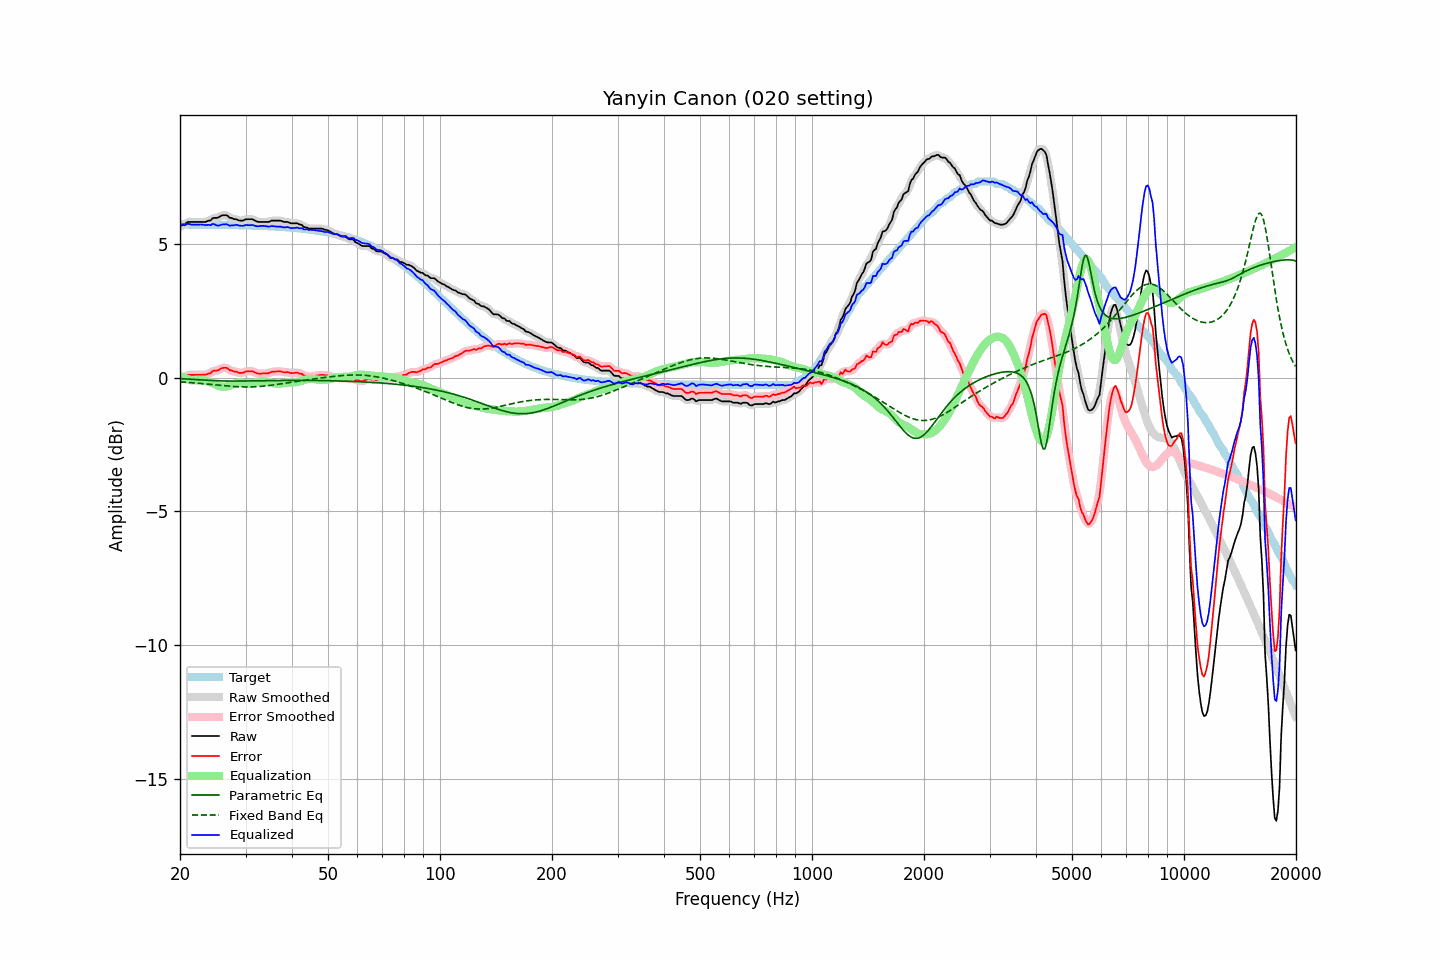 Yanyin Canon (020 setting)
Amplitude (dBr)
5
0
−5
−10
−15
Target
Raw Smoothed
Error Smoothed
Raw
Error
Equalization
Parametric Eq
Fixed Band Eq
Equalized
20 50 100 200 500 1000 2000 5000 10000 20000
Frequency (Hz)